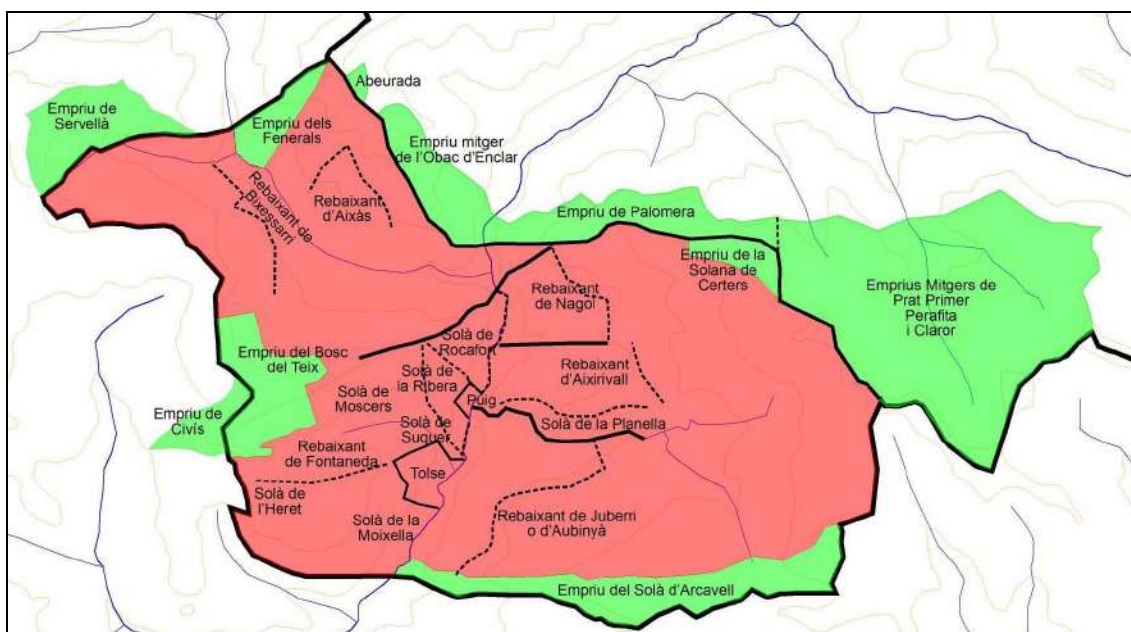 Abeurada
Empriu de
Servellà
Empriu dels
Fenerals
Empriu mitger
de l'Obac d'Enclar
Rebaixant de
Bixessarri
Rebaixant
d'Aixàs
Empriu de Palomera
Empriu de la
Solana de
Certers
Emprius Mitgers de
Prat Primer
Perafita
i Claror
Rebaixant
de Nagol
Solà de
Rocafort
Empriu del Bosc
del Teix
Solà de
la Ribera
Rebaixant
d'Aixirivall
Solà de
Moscers
Puig
Empriu de
Civís
Solà de
Suquer
Solà de la Planella
Rebaixant
de Fontaneda
Tolse
Solà de
l'Heret
Solà de la
Moixella
Rebaixant de Juberri
o d'Aubinyà
Empriu del Solà d'Arcavell